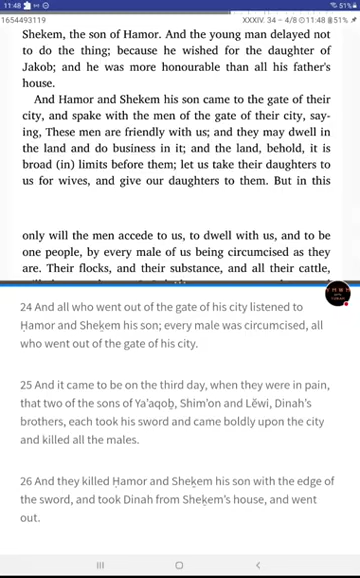 11:48
51%
1654493119
XXXIV. 34 – 4/8 11:48 51%
Shekem, the son of Hamor. And the young man delayed not
to do the thing; because he wished for the daughter of
Jakob; and he was more honourable than all his father's
house.
And Hamor and Shekem his son came to the gate of their
city, and spake with the men of the gate of their city, say-
ing, These men are friendly with us; and they may dwell in
the land and do business in it; and the land, behold, it is
broad (in) limits before them; let us take their daughters to
us for wives, and give our daughters to them. But in this
only will the men accede to us, to dwell with us, and to be
one people, by every male of us being circumcised as they
are. Their flocks, and their substance, and all their cattle,
24 And all who went out of the gate of his city listened to
Ḥamor and Sheḵem his son; every male was circumcised, all
who went out of the gate of his city.
25 And it came to be on the third day, when they were in pain,
that two of the sons of Ya'aqoḇ, Shim'on and Lěwi, Dinah's
brothers, each took his sword and came boldly upon the city
and killed all the males.
26 And they killed Ḥamor and Sheḵem his son with the edge of
the sword, and took Dinah from Sheḵem's house, and went
out.